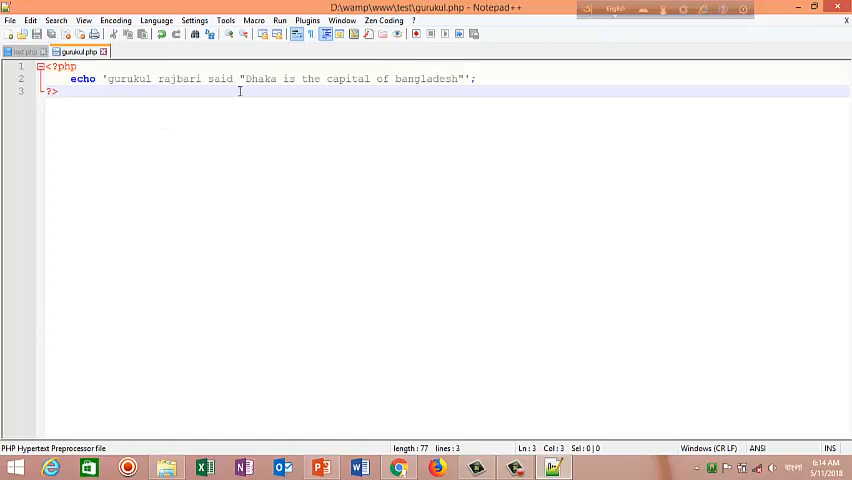 D:\wamp\www\test\gurukul.php - Notepad++
English
File Edit Search View Encoding Language Settings Tools Macro Run Plugins Window Zen Coding ? X
gurukul.php
1 <?php
2 echo 'gurukul rajbari said "Dhaka is the capital of bangladesh"';
3 ?>
PHP Hypertext Preprocessor file length : 77 lines : 3 Ln : 3 Col : 3 Sel : 0 | 0 Windows (CR LF) ANSI INS
বাংলা
6:14 AM
5/11/2018